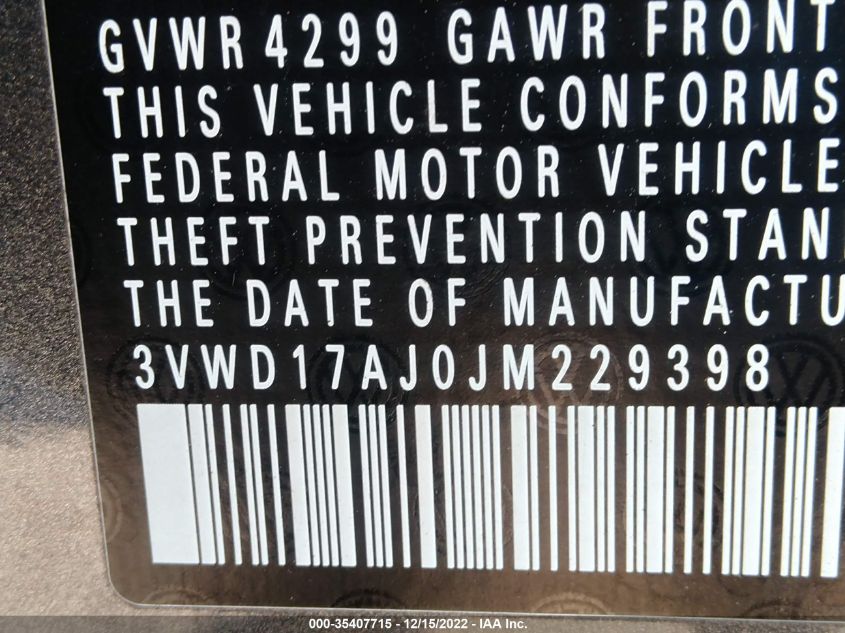 GVWR 4299 GAWR FRONT
THIS VEHICLE CONFORMS
FEDERAL MOTOR VEHICLE
THEFT PREVENTION STAN
THE DATE OF MANUFACTU
3VWD17AJ0JM229398
000-35407715 - 12/15/2022 - IAA Inc.